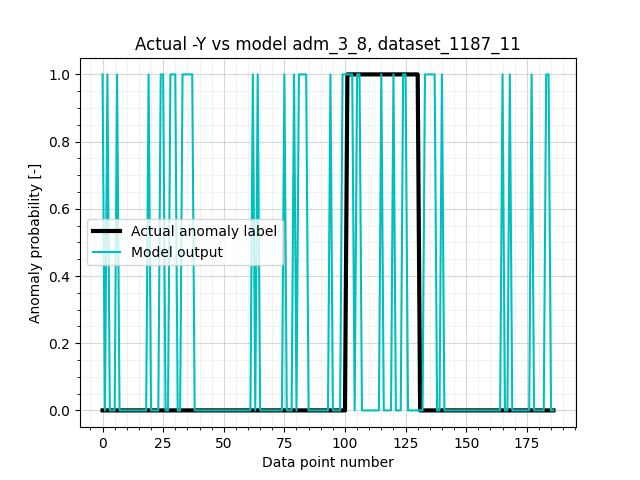 Actual -Y vs model adm_3_8, dataset_1187_11
Anomaly probability [-]
1.0
0.8
0.6
0.4
0.2
0.0
Actual anomaly label
Model output
0 25 50 75 100 125 150 175
Data point number